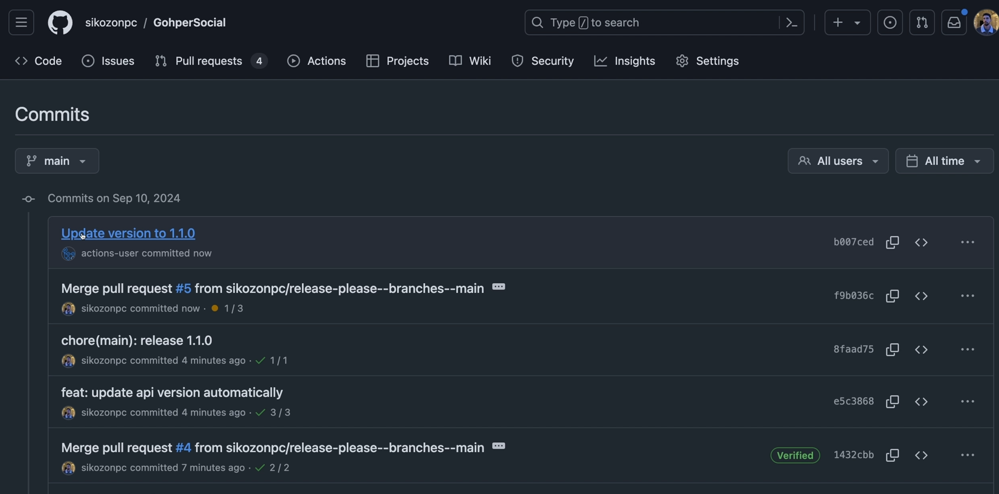 sikozonpc / GohperSocial
Type / to search
Code Issues Pull requests 4 Actions Projects Wiki Security Insights Settings
Commits
main All users All time
Commits on Sep 10, 2024
Update version to 1.1.0
actions-user committed now
b007ced
Merge pull request #5 from sikozonpc/release-please--branches--main
sikozonpc committed now · 1 / 3
f9b036c
chore(main): release 1.1.0
sikozonpc committed 4 minutes ago · 1 / 1
8faad75
feat: update api version automatically
sikozonpc committed 4 minutes ago · 3 / 3
e5c3868
Merge pull request #4 from sikozonpc/release-please--branches--main
sikozonpc committed 7 minutes ago · 2 / 2
Verified 1432cbb